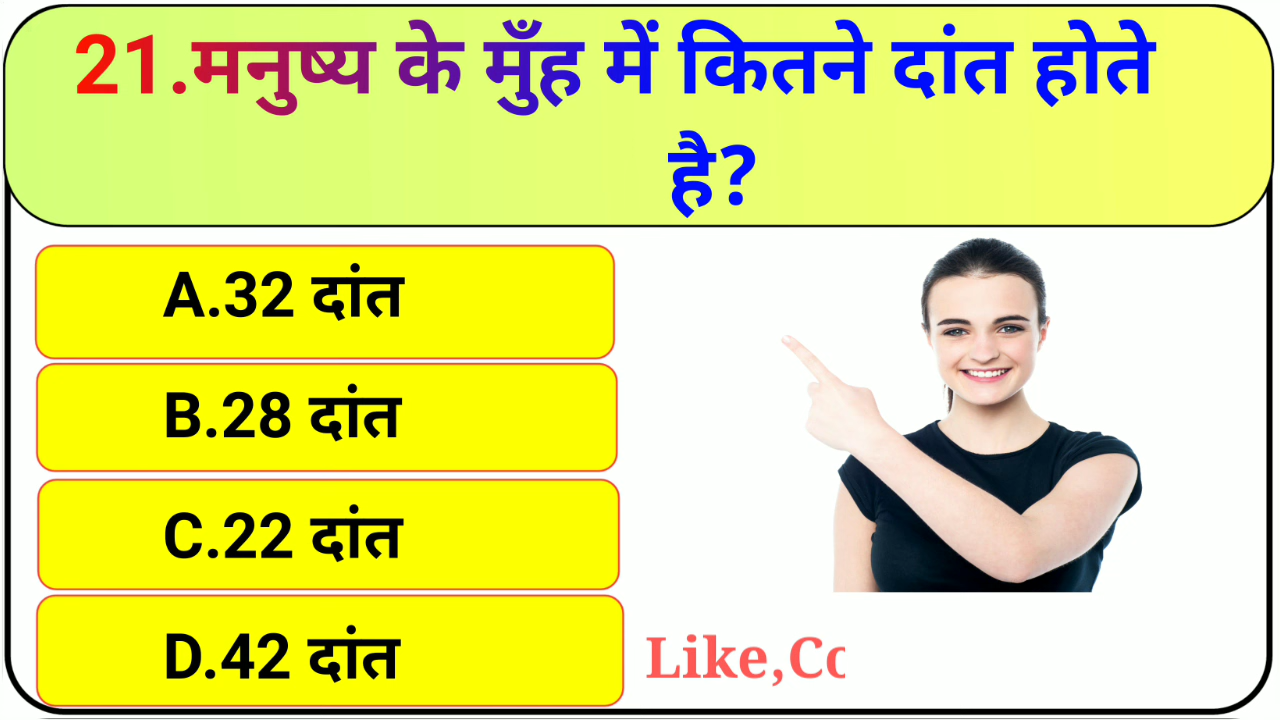 21.मनुष्य के मुँह में कितने दांत होते
है?
A.32 दांत
B.28 दांत
C.22 दांत
D.42 दांत
Like,Co